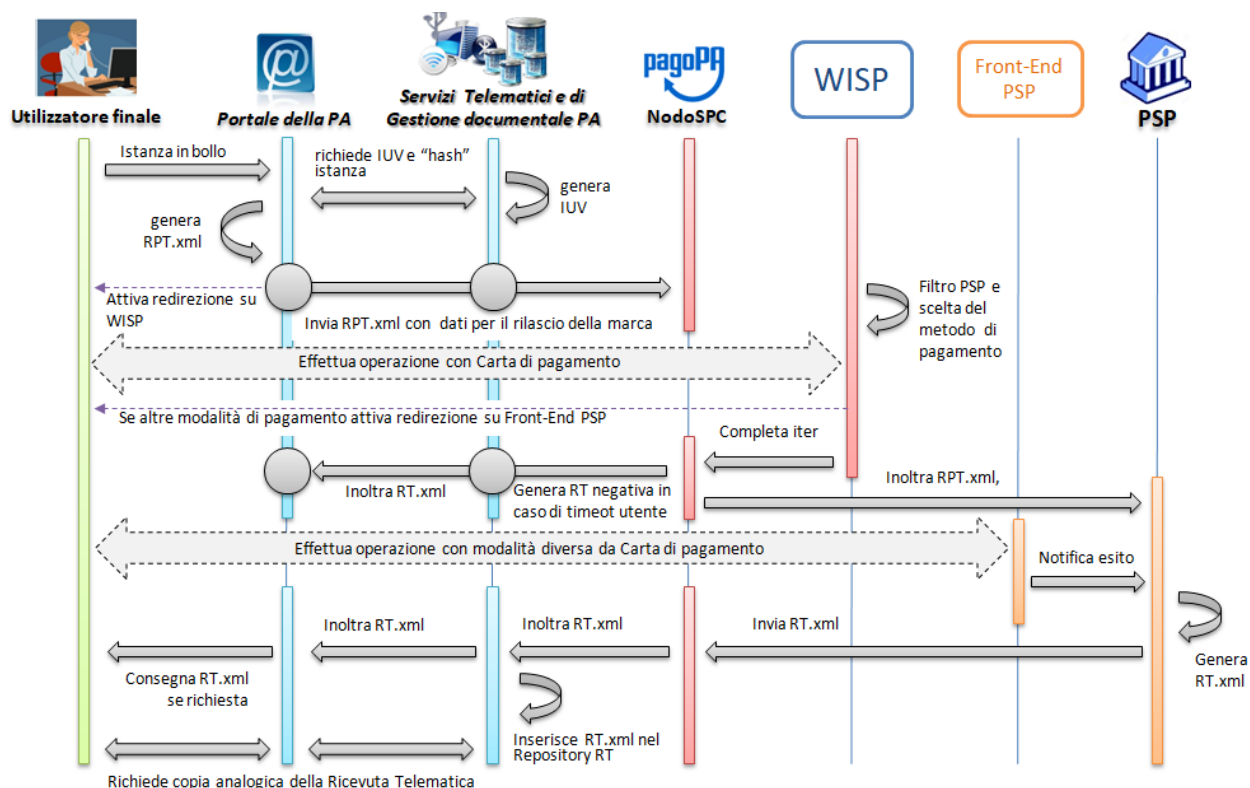 Utilizzatore finale
@
Portale della PA
Servizi Telematici e di
Gestione documentale PA
pagoPA
NodoSPC
WISP
Front-End
PSP
PSP
Istanza in bollo
richiede IUV e “hash”
istanza
genera
IUV
genera
RPT.xml
Attiva redirezione su
WISP
Invia RPT.xml con dati per il rilascio della marca
Filtro PSP e
scelta del
metodo di
pagamento
Effettua operazione con Carta di pagamento
Se altre modalità di pagamento attiva redirezione su Front-End PSP
Completa iter
Inoltra RT.xml
Genera RT negativa in
caso di timeot utente
Inoltra RPT.xml,
Effettua operazione con modalità diversa da Carta di pagamento
Notifica esito
Inoltra RT.xml
Inoltra RT.xml
Invia RT.xml
Genera
RT.xml
Consegna RT.xml
se richiesta
Inserisce RT.xml nel
Repository RT
Richiede copia analogica della Ricevuta Telematica